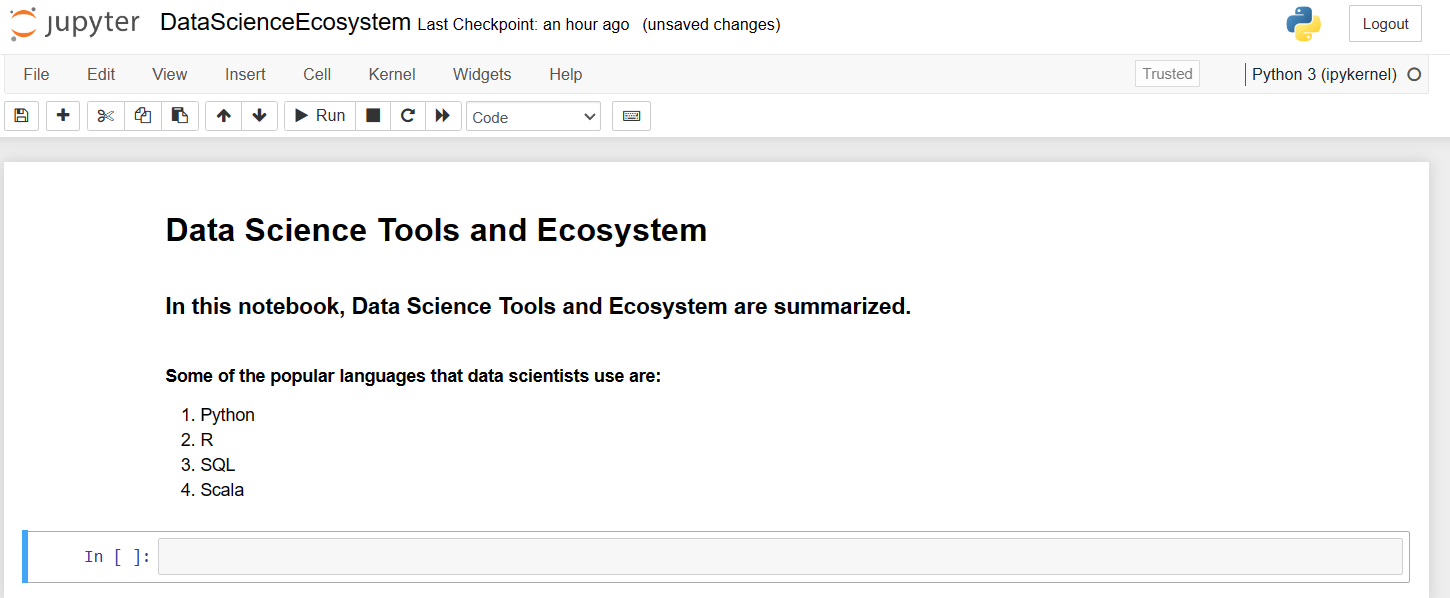 jupyter DataScienceEcosystem Last Checkpoint: an hour ago (unsaved changes) Logout
File Edit View Insert Cell Kernel Widgets Help Trusted Python 3 (ipykernel)
Run Code
Data Science Tools and Ecosystem
In this notebook, Data Science Tools and Ecosystem are summarized.
Some of the popular languages that data scientists use are:
1. Python
2. R
3. SQL
4. Scala
In [ ]: